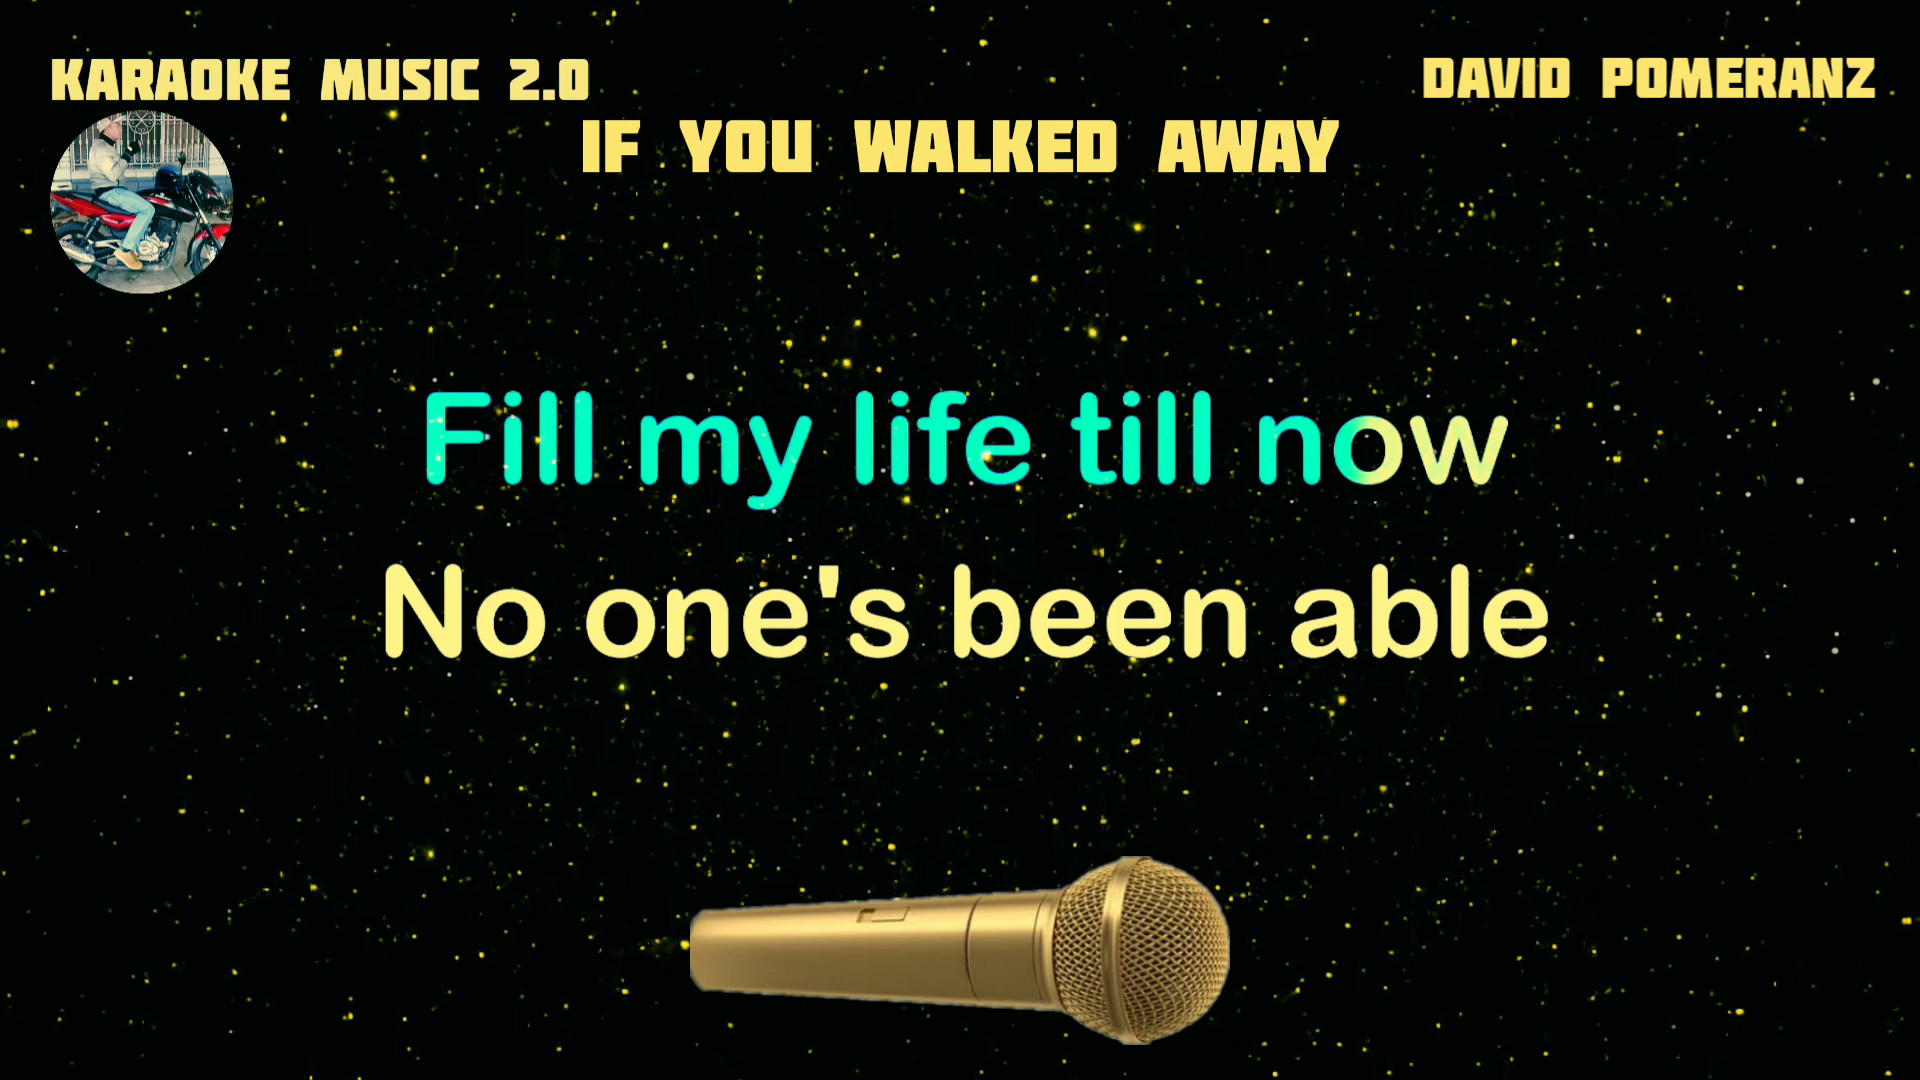 KARAOKE MUSIC 2.0
DAVID POMERANZ
IF YOU WALKED AWAY
Fill my life till now
No one's been able